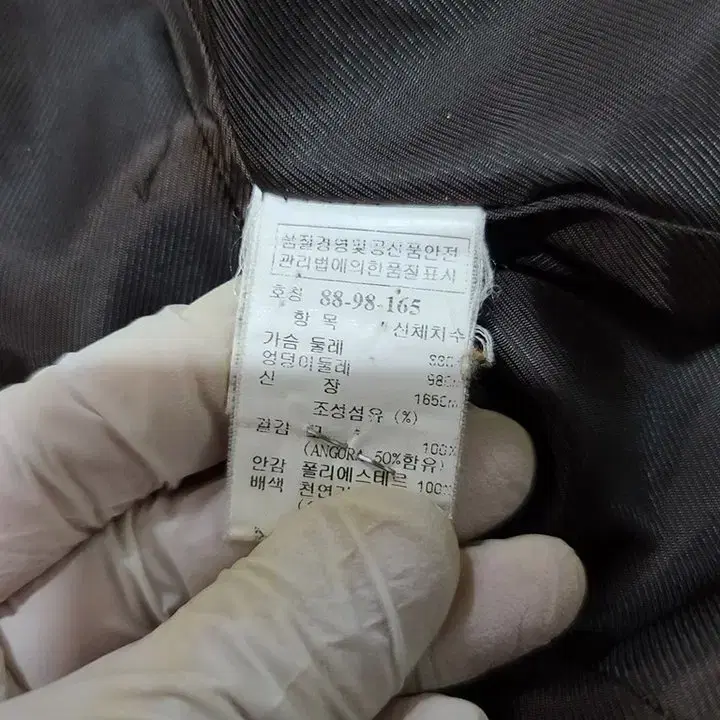 품질경영및공산품안전
관리법에의한품질표시
호칭 88-98-165
항 목 신체치수
가슴 둘레 88cm
엉덩이둘레 98cm
신 장 165cm
조성섬유 (%)
겉감 100%
(ANGORA 50%함유)
안감 폴리에스테르 100%
배색 천연